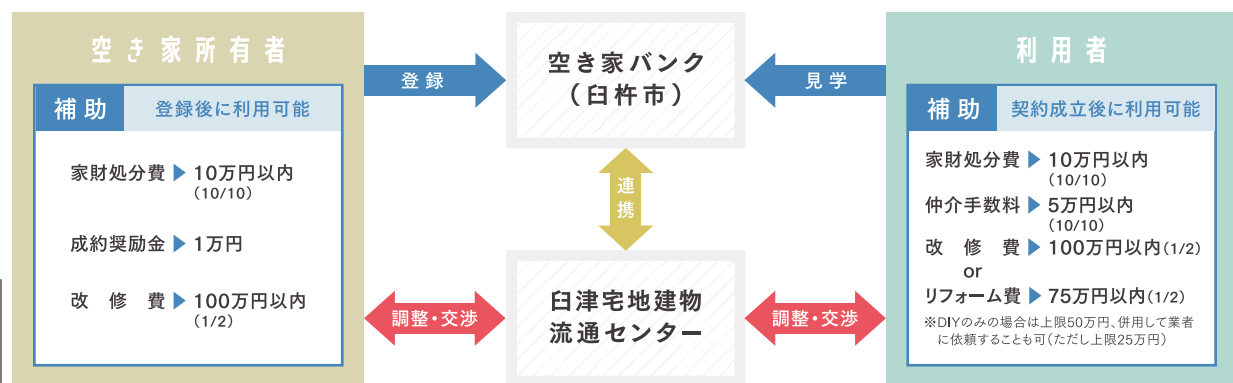 空き家所有者
補助
登録後に利用可能
家財処分費 ▶ 10万円以内
(10/10)
成約奨励金 ▶ 1万円
改修費 ▶ 100万円以内
(1/2)
登録
空き家バンク
（臼杵市）
見学
連携
調整・交渉
臼津宅地建物
流通センター
調整・交渉
利用者
補助
契約成立後に利用可能
家財処分費 ▶ 10万円以内
(10/10)
仲介手数料 ▶ 5万円以内
(10/10)
改修費 ▶ 100万円以内(1/2)
or
リフォーム費 ▶ 75万円以内(1/2)
※DIYのみの場合は上限50万円、併用して業者
に依頼することも可(ただし上限25万円)